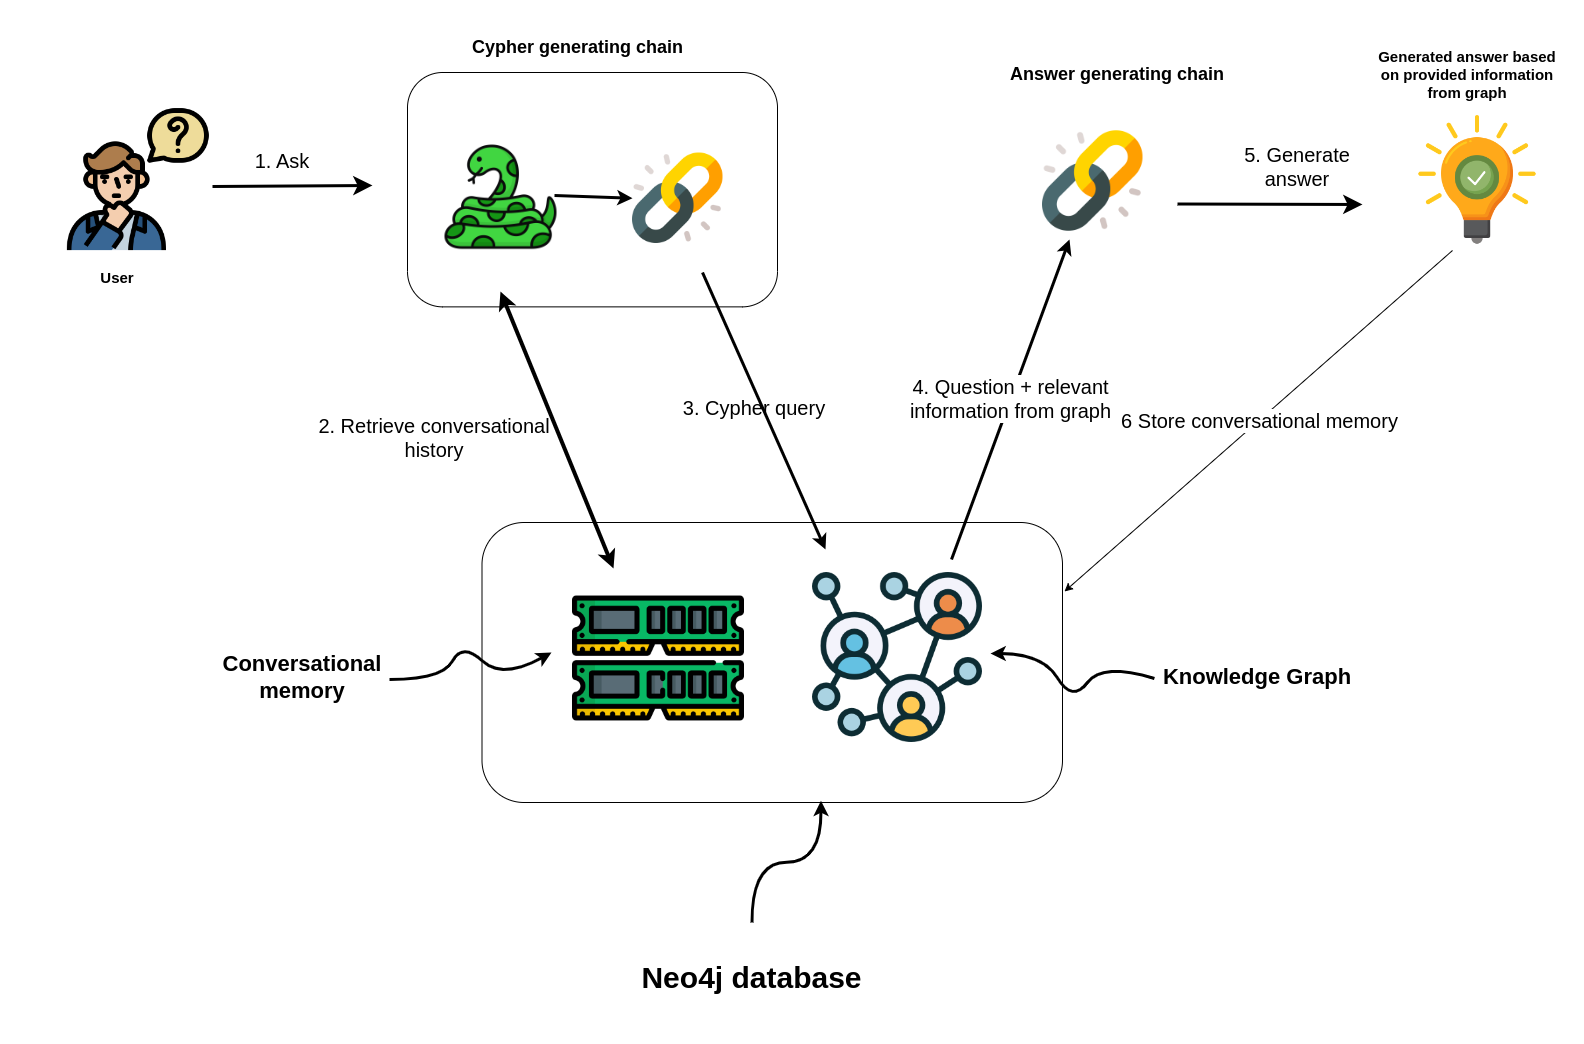 Cypher generating chain
Answer generating chain
Generated answer based
on provided information
from graph
?
1. Ask
5. Generate
answer
User
2. Retrieve conversational
history
3. Cypher query
4. Question + relevant
information from graph
6 Store conversational memory
Conversational
memory
Knowledge Graph
Neo4j database